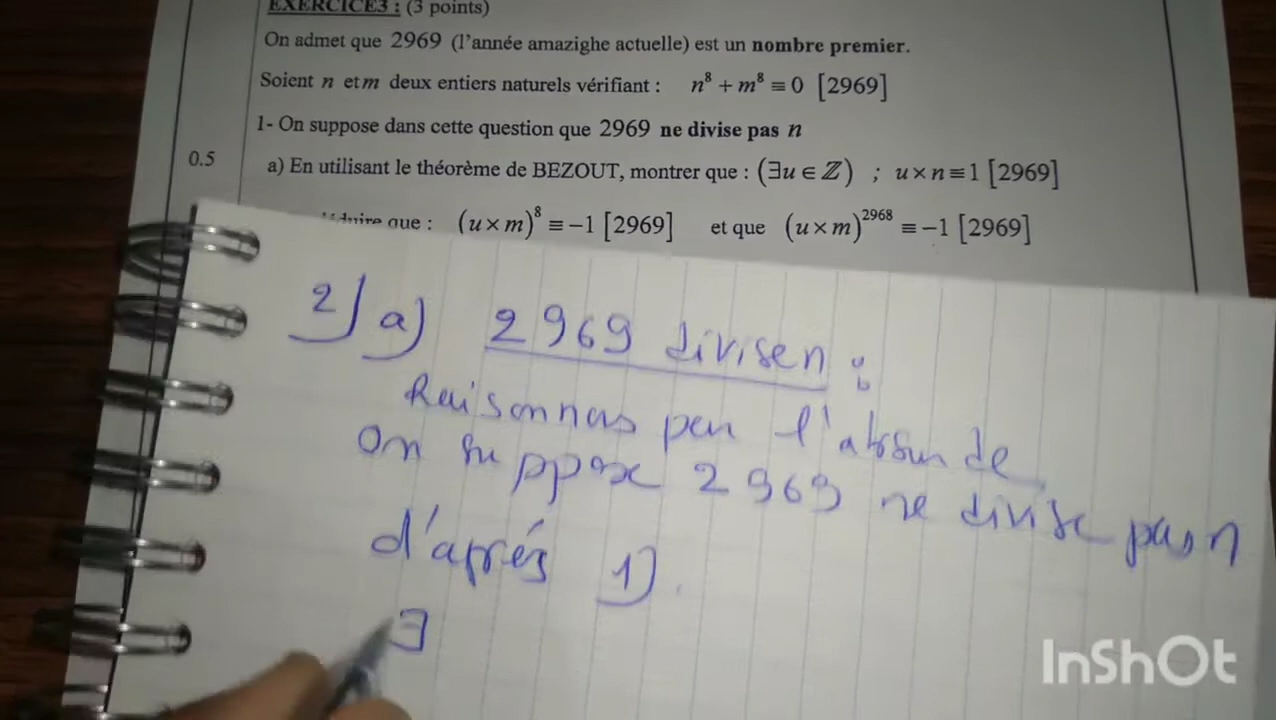 EXERCICE3 : (3 points)
On admet que 2969 (l'année amazighe actuelle) est un nombre premier.
Soient n et m deux entiers naturels vérifiant : n⁸ + m⁸ ≡ 0 [2969]
1- On suppose dans cette question que 2969 ne divise pas n
0.5 a) En utilisant le théorème de BEZOUT, montrer que : (∃u ∈ ℤ) ; u × n ≡ 1 [2969]
que : (u × m)⁸ ≡ −1 [2969] et que (u × m)²⁹⁶⁸ ≡ −1 [2969]
2) a) 2969 divise n :
Raisonnons par l'absurde
On suppose 2969 ne divise pas n
d'aprés 1)
∃
InShOt